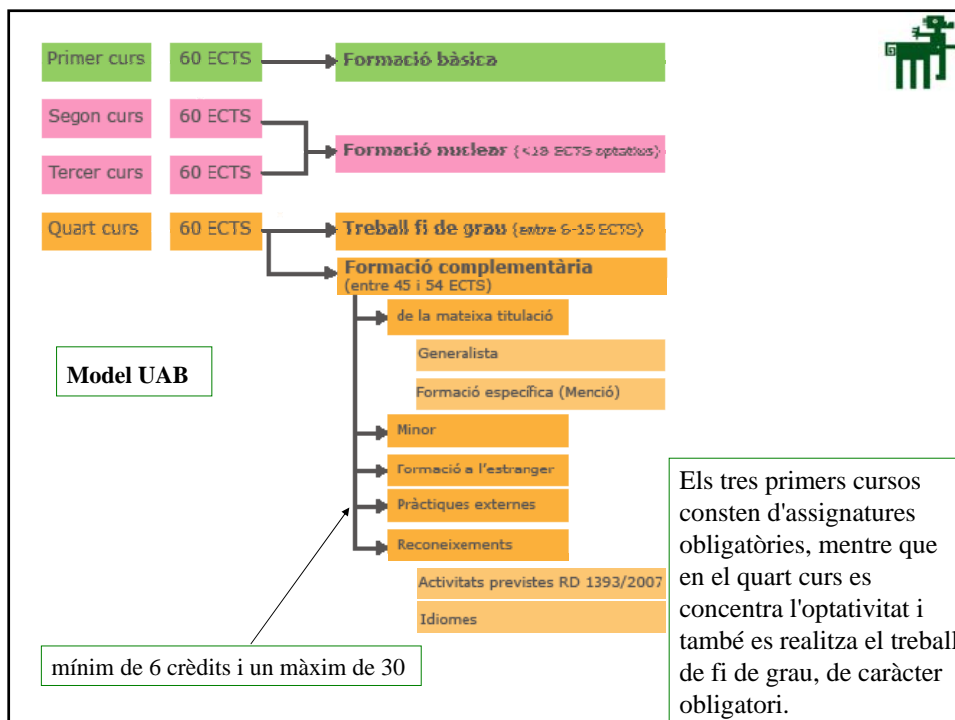 Primer curs 60 ECTS Formació bàsica
Segon curs 60 ECTS
Formació nuclear (<18 ECTS optatius)
Tercer curs 60 ECTS
Quart curs 60 ECTS Treball fi de grau (entre 6-15 ECTS)
Formació complementària
(entre 45 i 54 ECTS)
de la mateixa titulació
Generalista
Model UAB
Formació específica (Menció)
Minor
Formació a l'estranger
Pràctiques externes
Reconeixements
Activitats previstes RD 1393/2007
Idiomes
mínim de 6 crèdits i un màxim de 30
Els tres primers cursos
consten d'assignatures
obligatòries, mentre que
en el quart curs es
concentra l'optativitat i
també es realitza el treball
de fi de grau, de caràcter
obligatori.